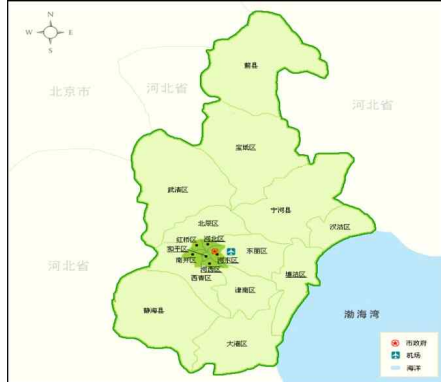 N
W E
S
蓟县
北京市
河北省
河北省
宝坻区
武清区
宁河县
北辰区
汉沽区
红桥区
河北区
和平区
东丽区
南开区
河东区
河西区
塘沽区
西青区
津南区
河北省
静海县
渤海湾
大港区
市政府
机场
海洋